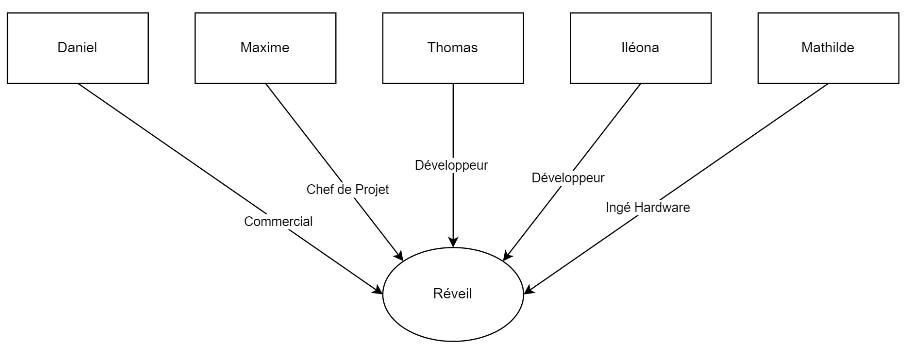 Daniel
Maxime
Thomas
Iléona
Mathilde
Développeur
Développeur
Chef de Projet
Ingé Hardware
Commercial
Réveil